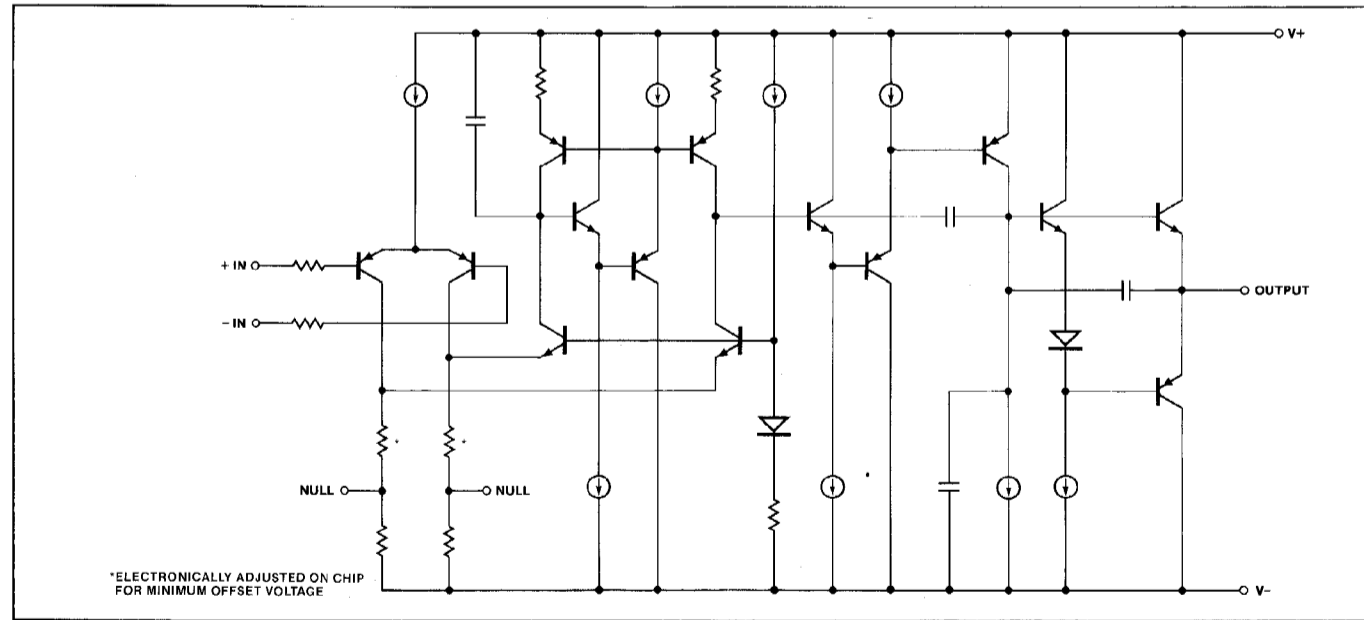 V+
+ IN
- IN
OUTPUT
NULL
NULL
*ELECTRONICALLY ADJUSTED ON CHIP
FOR MINIMUM OFFSET VOLTAGE
V-